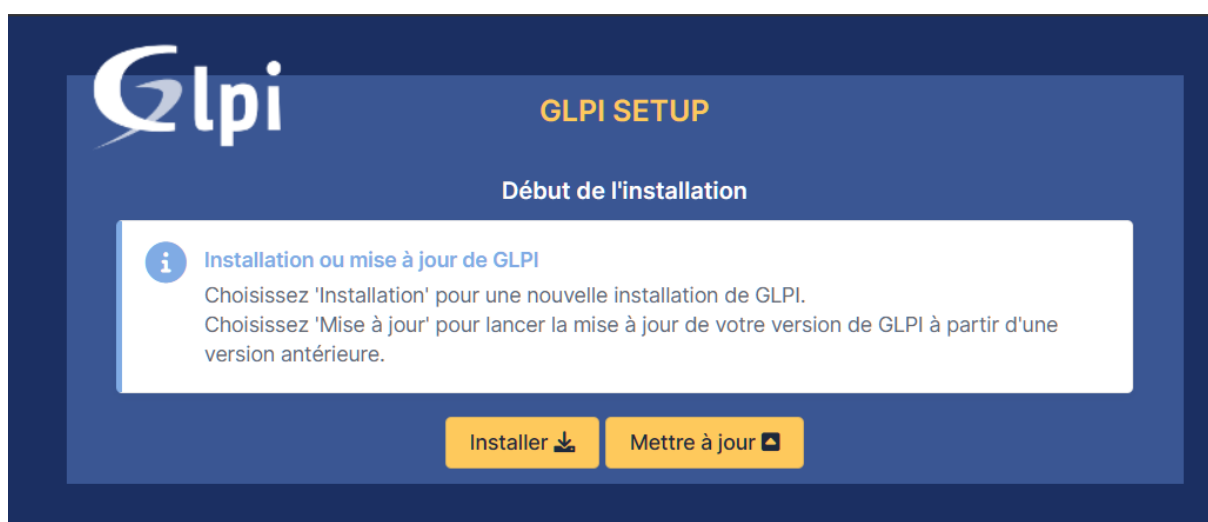 Glpi
GLPI SETUP
Début de l'installation
Installation ou mise à jour de GLPI
Choisissez 'Installation' pour une nouvelle installation de GLPI.
Choisissez 'Mise à jour' pour lancer la mise à jour de votre version de GLPI à partir d'une
version antérieure.
Installer
Mettre à jour